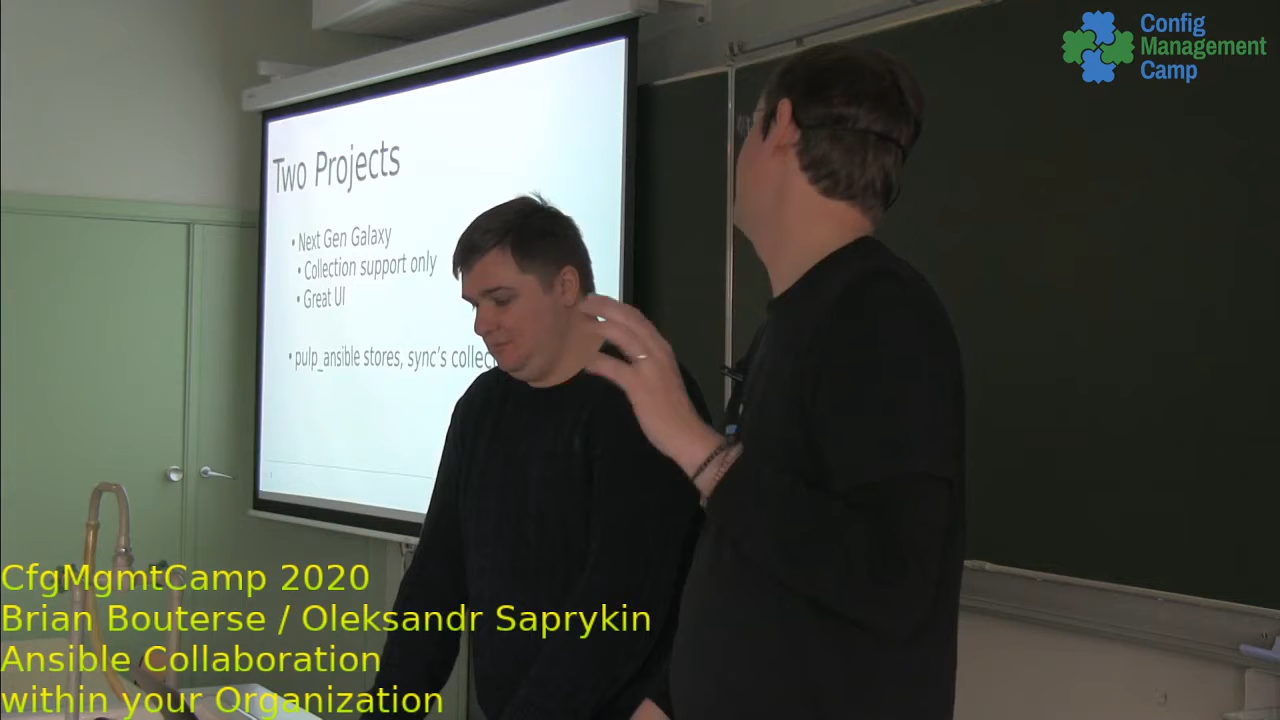 Config
Management
Camp
Two Projects
• Next Gen Galaxy
• Collection support only
• Great UI
• pulp_ansible stores, sync's collec
CfgMgmtCamp 2020
Brian Bouterse / Oleksandr Saprykin
Ansible Collaboration
within your Organization